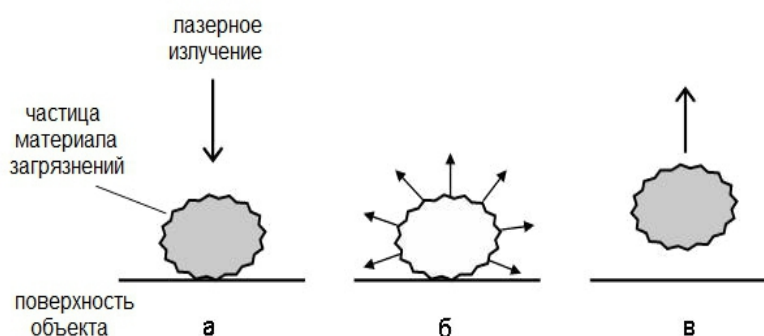 лазерное
излучение
частица
материала
загрязнений
поверхность
объекта
а
б
в